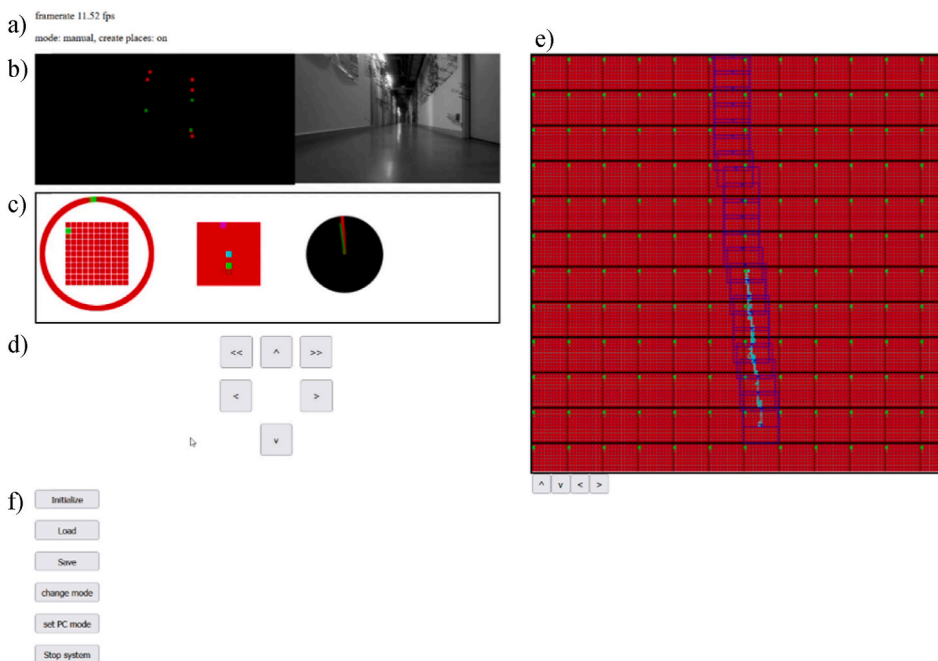 a)
framerate 11.52 fps
mode: manual, create places: on
b)
c)
d)
<< ^ >>
< >
v
e)
^ v < >
f)
Initialize
Load
Save
change mode
set PC mode
Stop system